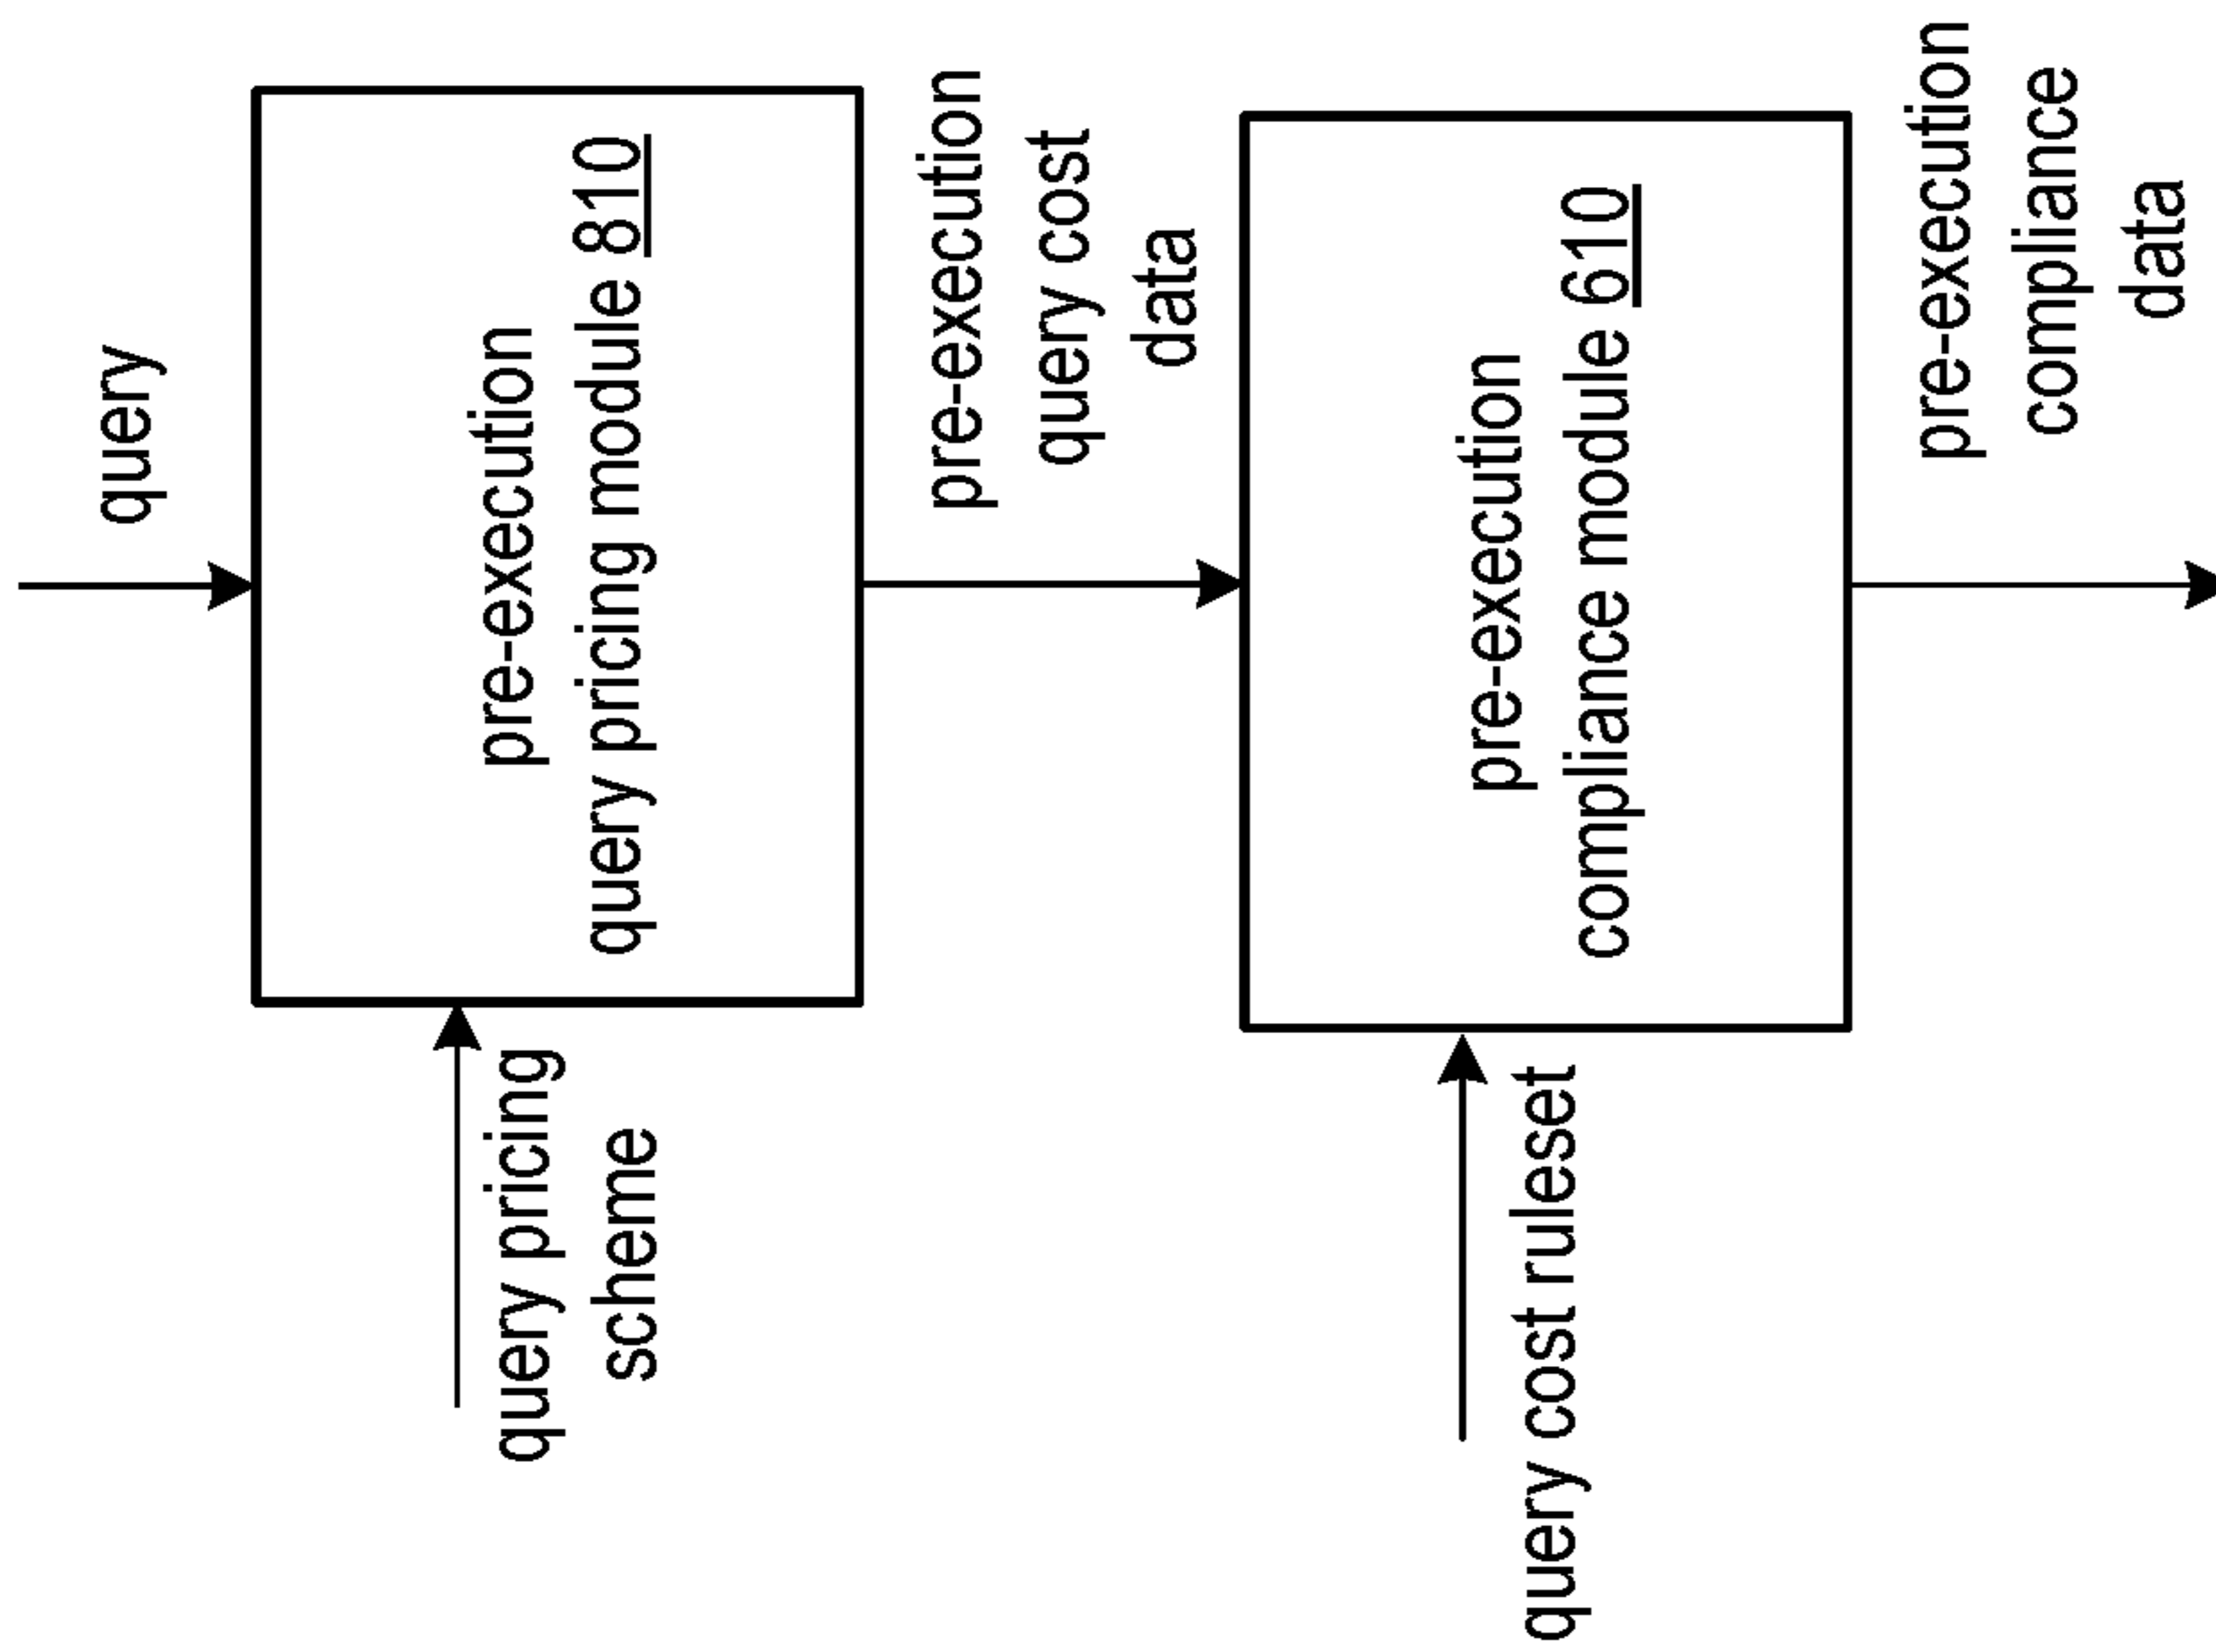 query
pre-execution
query pricing module 810
query pricing
scheme
pre-execution
query cost
data
pre-execution
compliance module 610
query cost ruleset
pre-execution
compliance
data